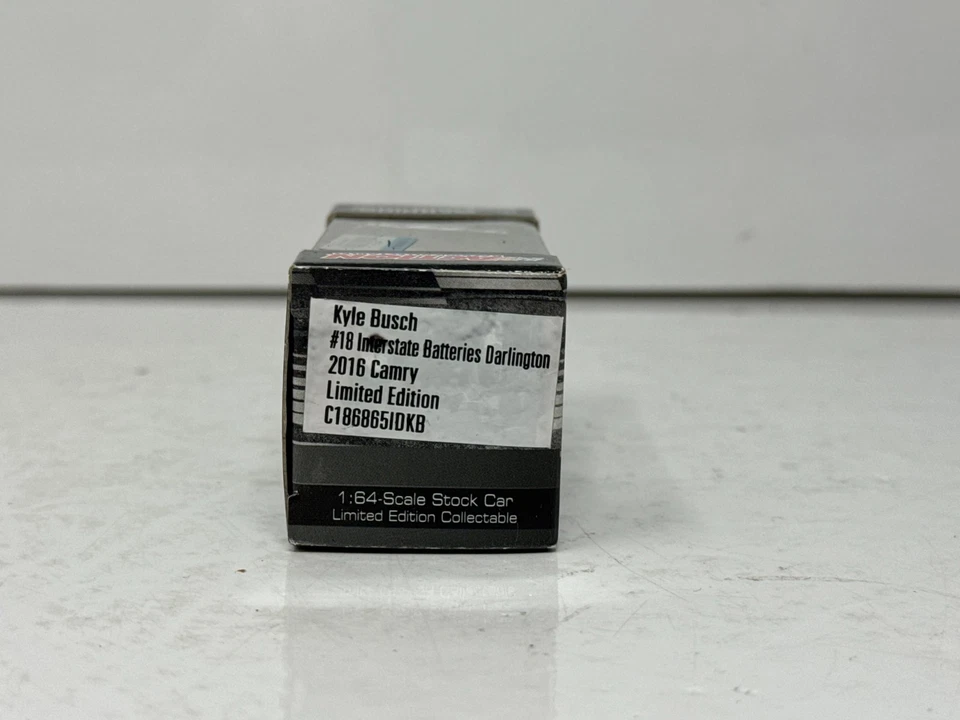 Kyle Busch
#18 Interstate Batteries Darlington
2016 Camry
Limited Edition
C186865IDKB
1:64-Scale Stock Car
Limited Edition Collectable